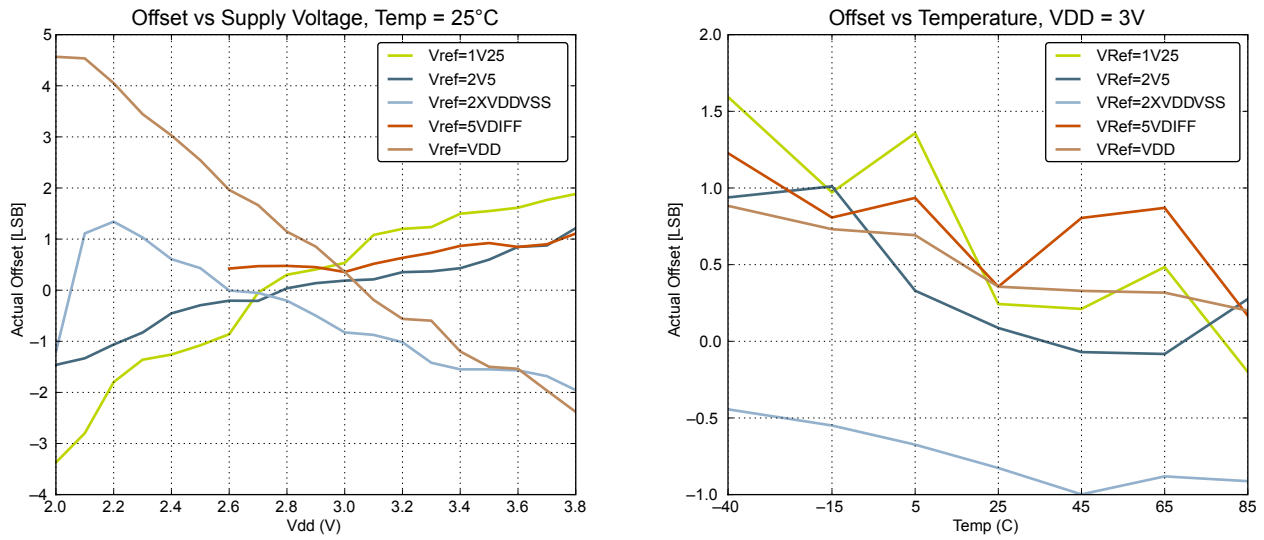 Offset vs Supply Voltage, Temp = 25°C
5
4
3
2
1
0
–1
–2
–3
–4
Actual Offset [LSB]
Vref=1V25
Vref=2V5
Vref=2XVDDVSS
Vref=5VDIFF
Vref=VDD
2.0 2.2 2.4 2.6 2.8 3.0 3.2 3.4 3.6 3.8
Vdd (V)
Offset vs Temperature, VDD = 3V
2.0
1.5
1.0
0.5
0.0
–0.5
–1.0
Actual Offset [LSB]
VRef=1V25
VRef=2V5
VRef=2XVDDVSS
VRef=5VDIFF
VRef=VDD
–40 –15 5 25 45 65 85
Temp (C)